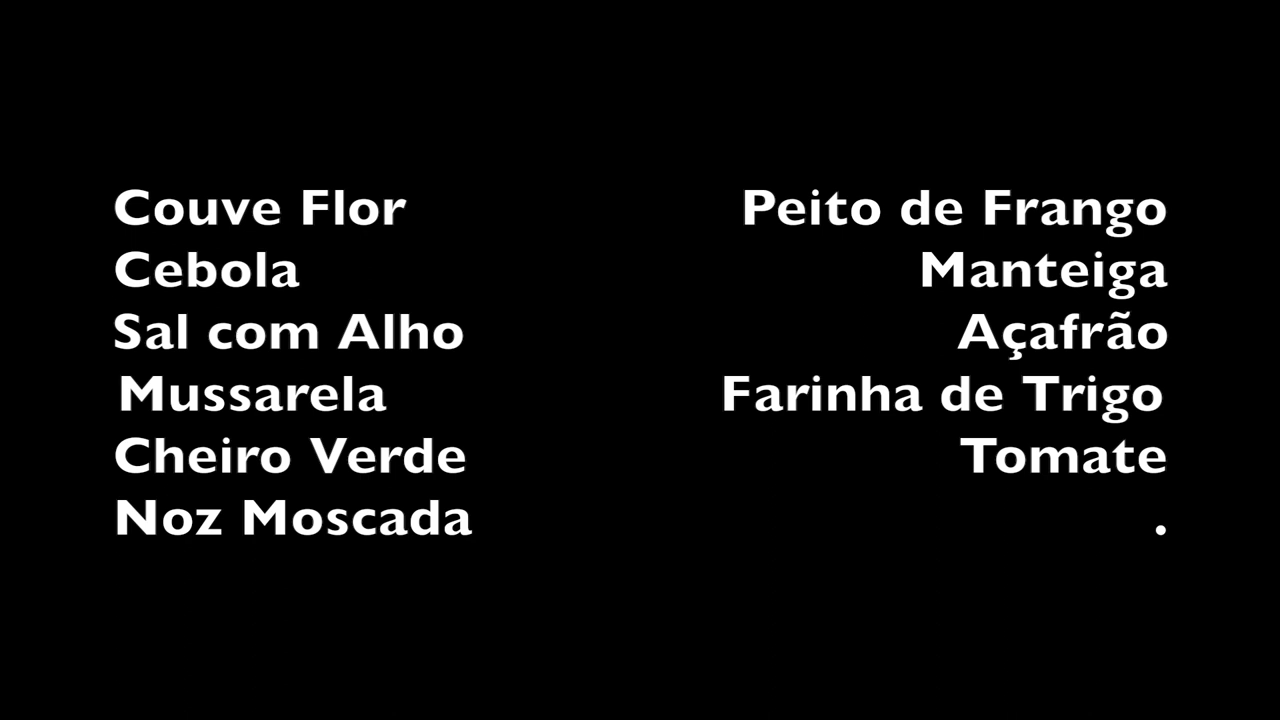 Couve Flor
Cebola
Sal com Alho
Mussarela
Cheiro Verde
Noz Moscada
Peito de Frango
Manteiga
Açafrão
Farinha de Trigo
Tomate
.